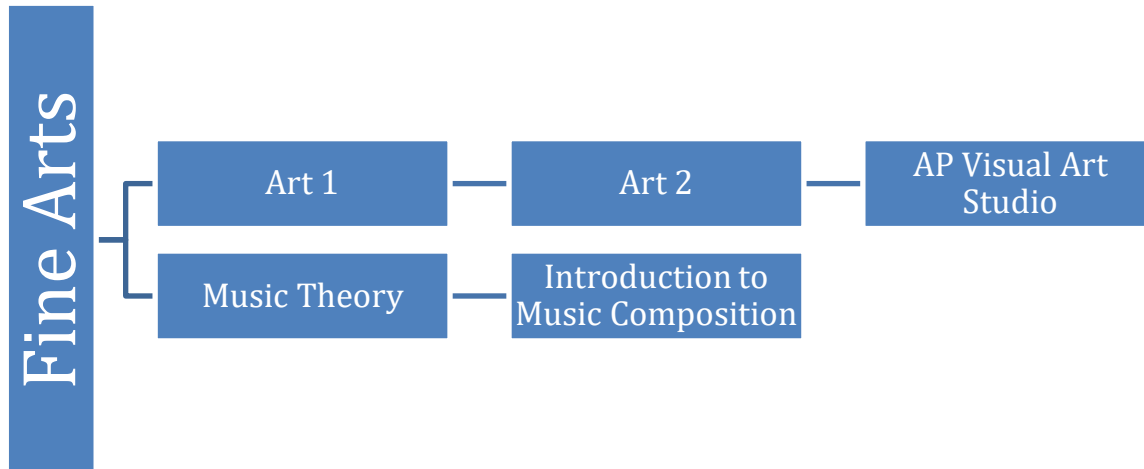 Fine Arts
Art 1
Art 2
AP Visual Art
Studio
Music Theory
Introduction to
Music Composition